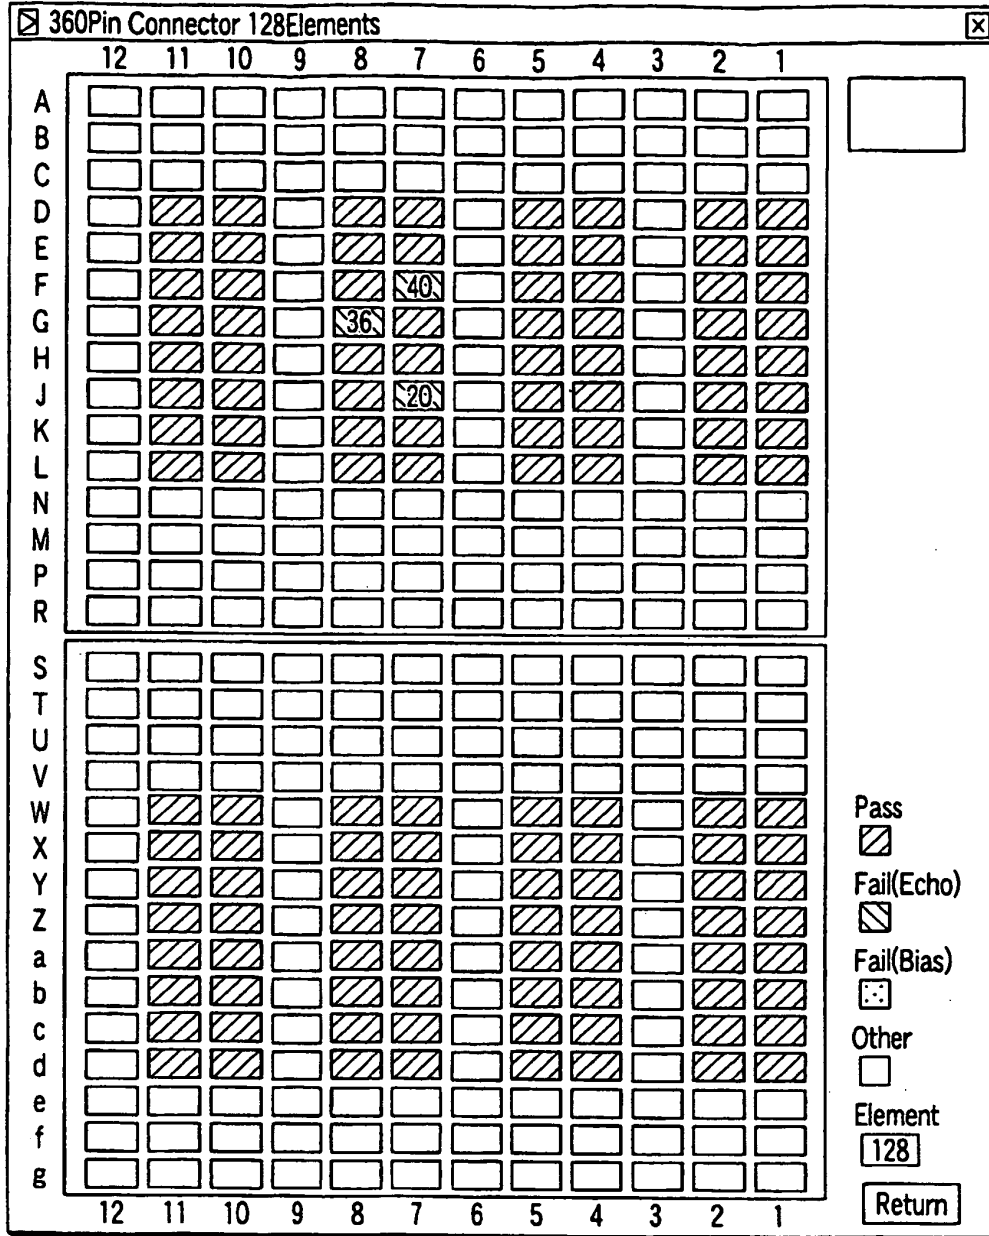 360Pin Connector 128Elements
12 11 10 9 8 7 6 5 4 3 2 1
A
B
C
D
E
F 40
G 36
H
J 20
K
L
N
M
P
R
S
T
U
V
W
X
Y
Z
a
b
c
d
e
f
g
12 11 10 9 8 7 6 5 4 3 2 1
Pass
Fail(Echo)
Fail(Bias)
Other
Element
128
Return